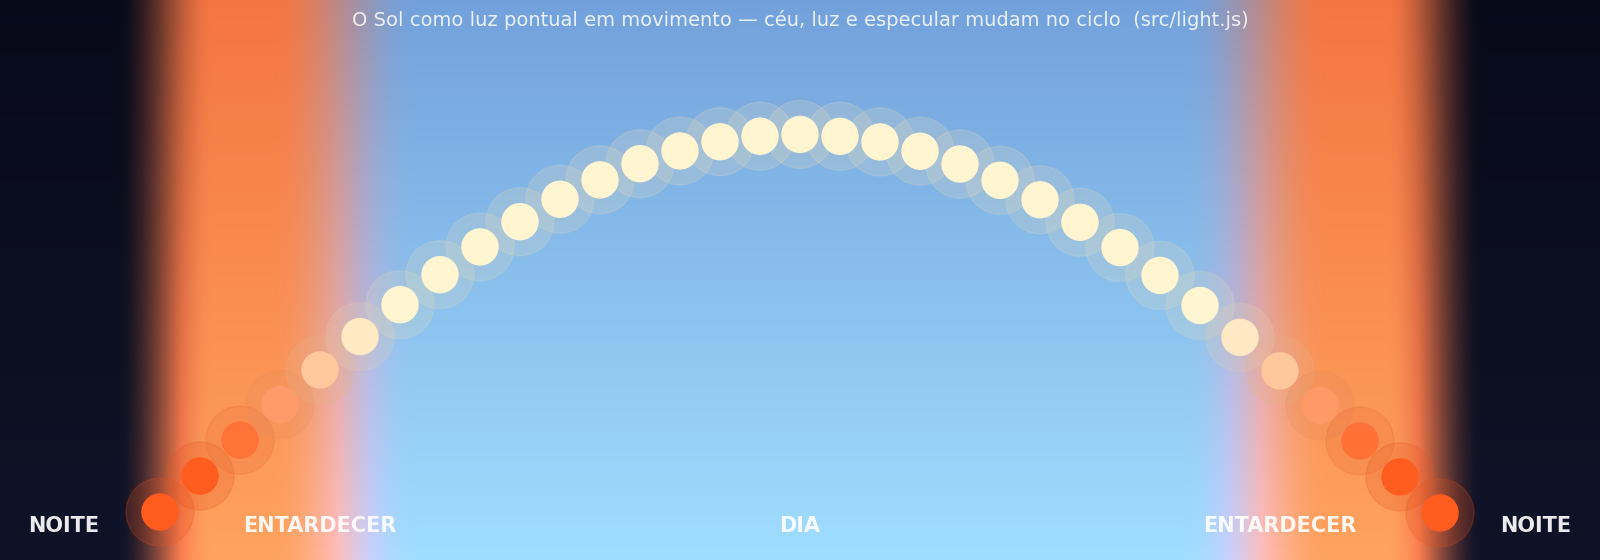 O Sol como luz pontual em movimento — céu, luz e especular mudam no ciclo  (src/light.js)
NOITE
ENTARDECER
DIA
ENTARDECER
NOITE